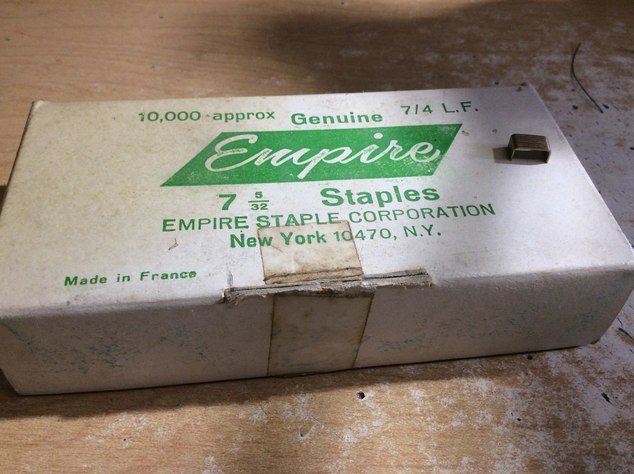 10,000 approx Genuine 7/4 L.F.
Empire
7 5/32 Staples
EMPIRE STAPLE CORPORATION
New York 10470, N.Y.
Made in France